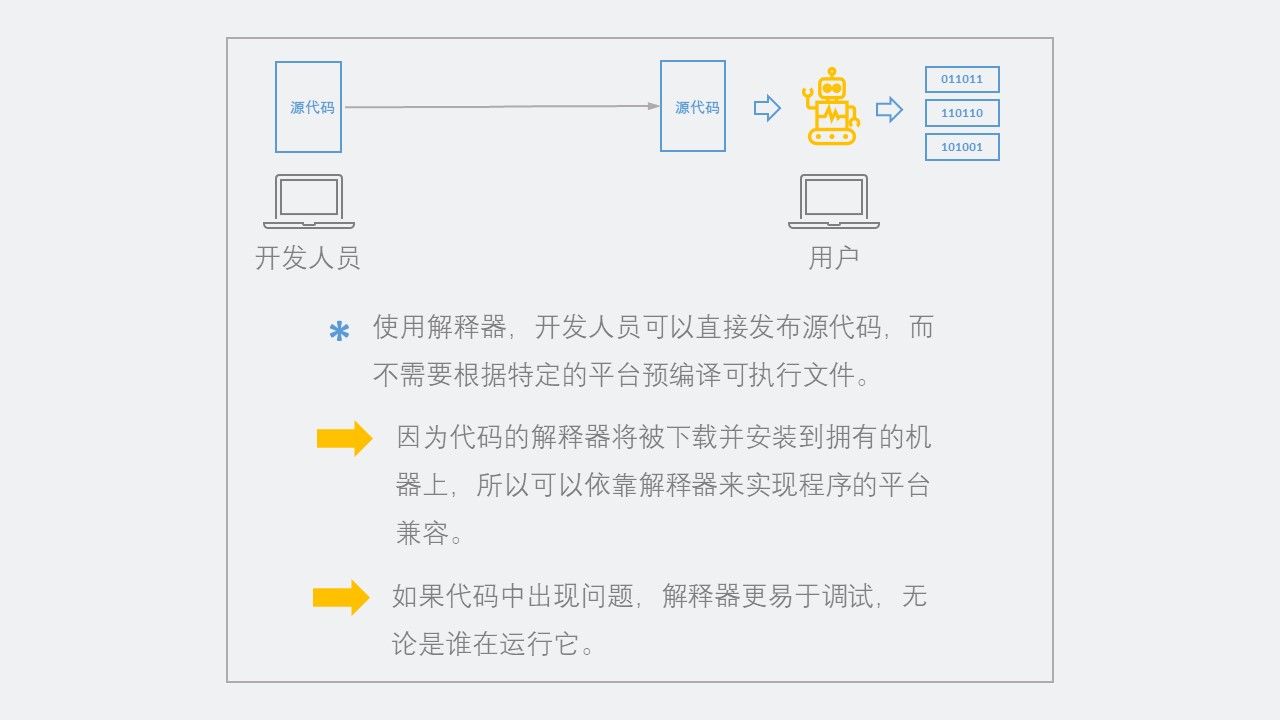 源代码
源代码
011011
110110
101001
开发人员
用户
* 使用解释器，开发人员可以直接发布源代码，而
不需要根据特定的平台预编译可执行文件。
因为代码的解释器将被下载并安装到拥有的机
器上，所以可以依靠解释器来实现程序的平台
兼容。
如果代码中出现问题，解释器更易于调试，无
论是谁在运行它。